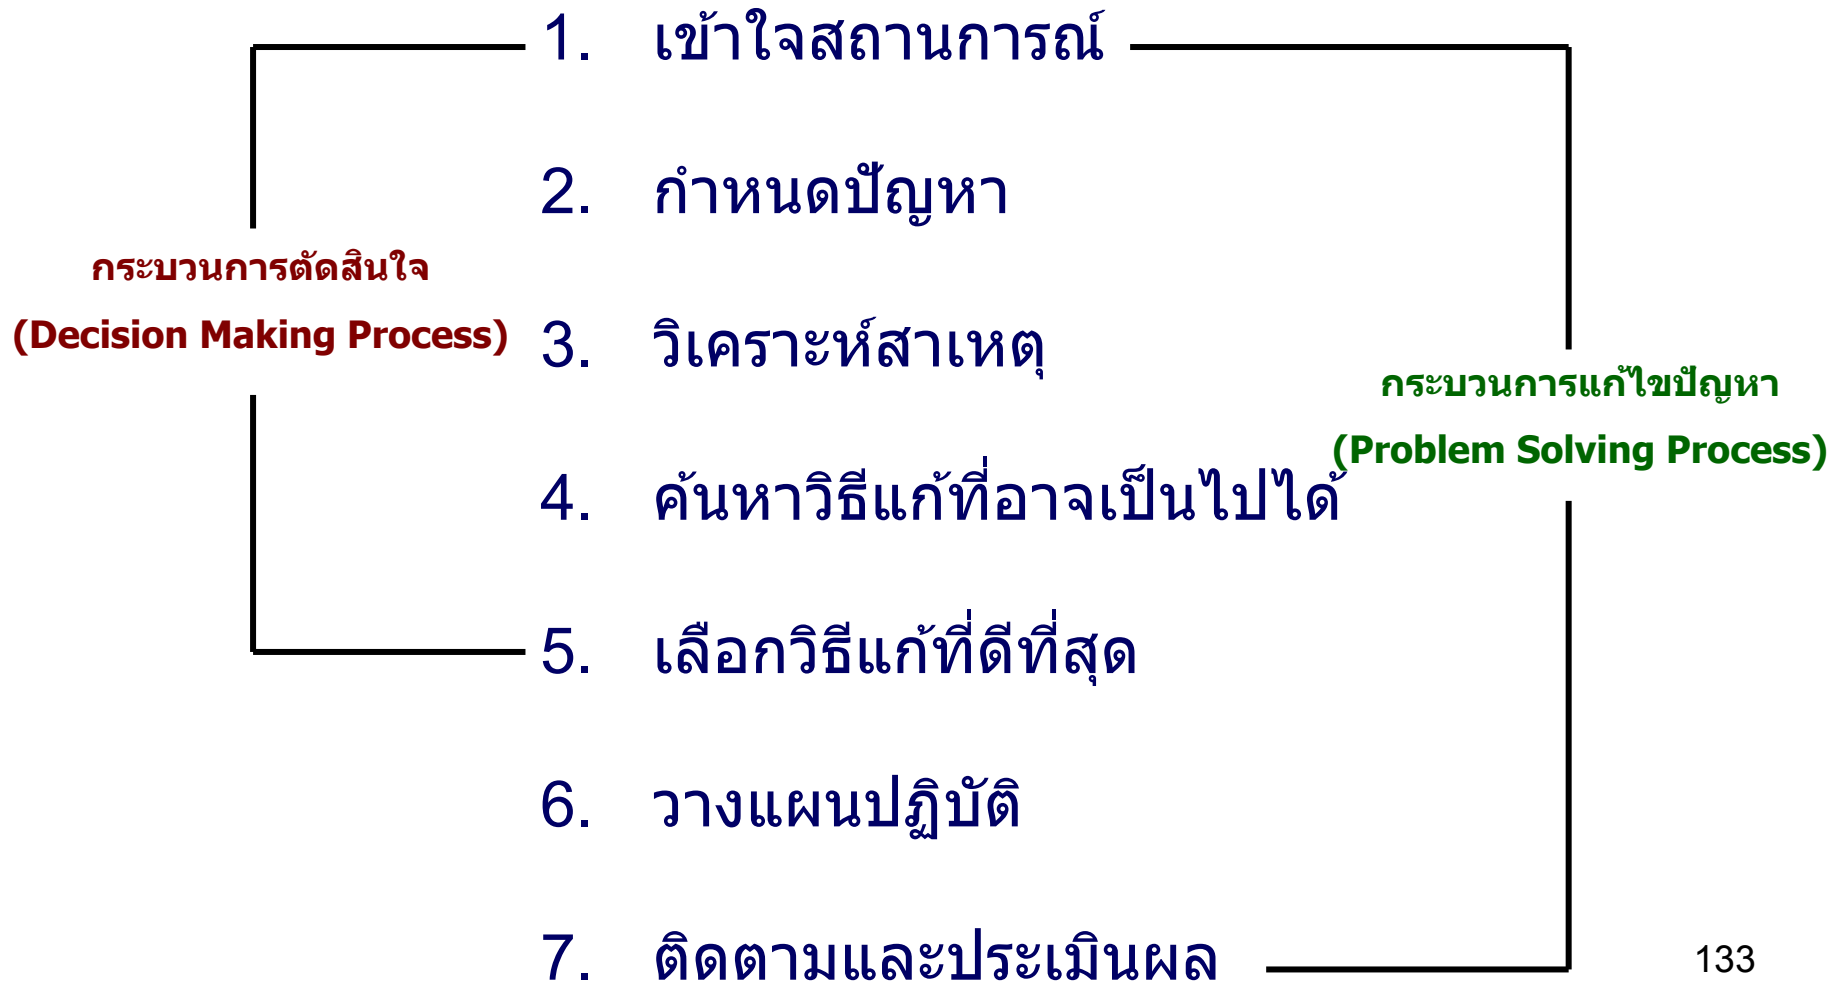 1. เข้าใจสถานการณ์
2. กำหนดปัญหา
กระบวนการตัดสินใจ
(Decision Making Process)
3. วิเคราะห์สาเหตุ
กระบวนการแก้ไขปัญหา
(Problem Solving Process)
4. ค้นหาวิธีแก้ที่อาจเป็นไปได้
5. เลือกวิธีแก้ที่ดีที่สุด
6. วางแผนปฏิบัติ
7. ติดตามและประเมินผล
133